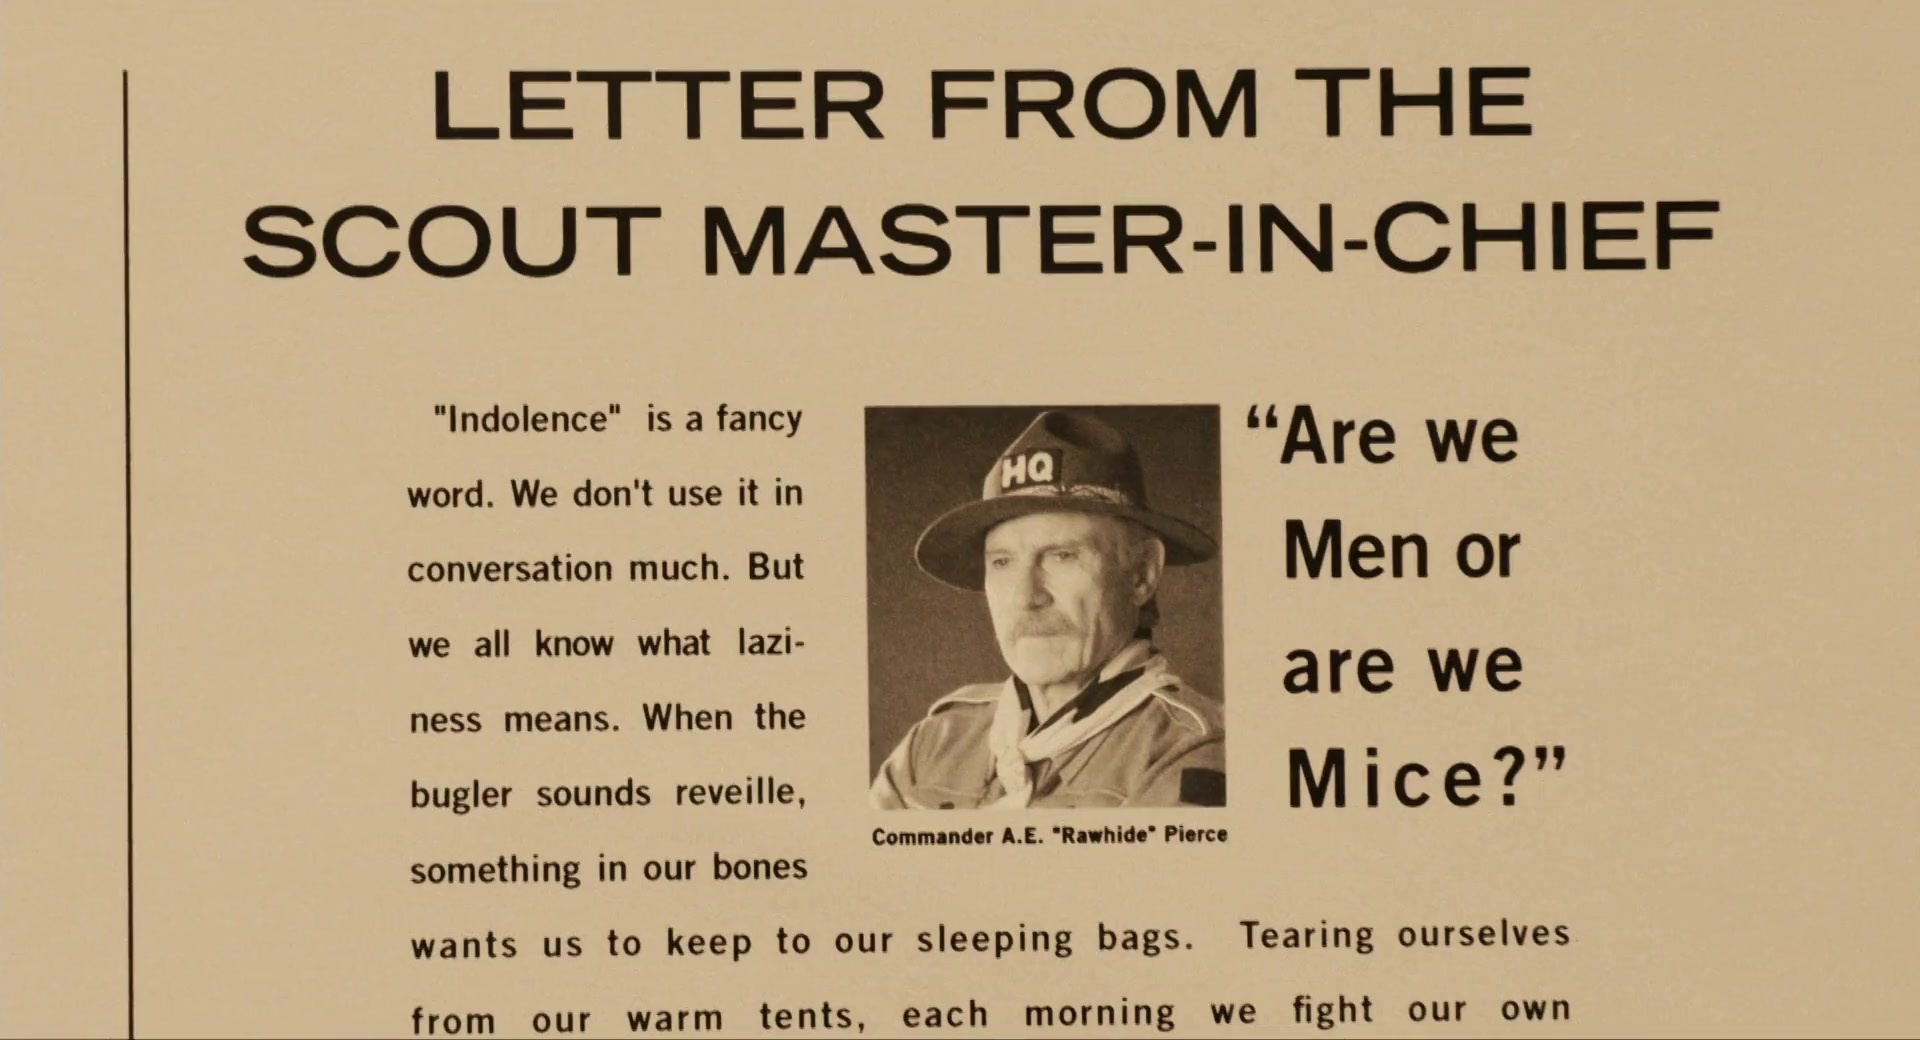 LETTER FROM THE
SCOUT MASTER-IN-CHIEF
"Indolence" is a fancy
word. We don't use it in
conversation much. But
we all know what lazi-
ness means. When the
bugler sounds reveille,
something in our bones
wants us to keep to our sleeping bags. Tearing ourselves
from our warm tents, each morning we fight our own
HQ
Commander A.E. "Rawhide" Pierce
“Are we
Men or
are we
Mice?”